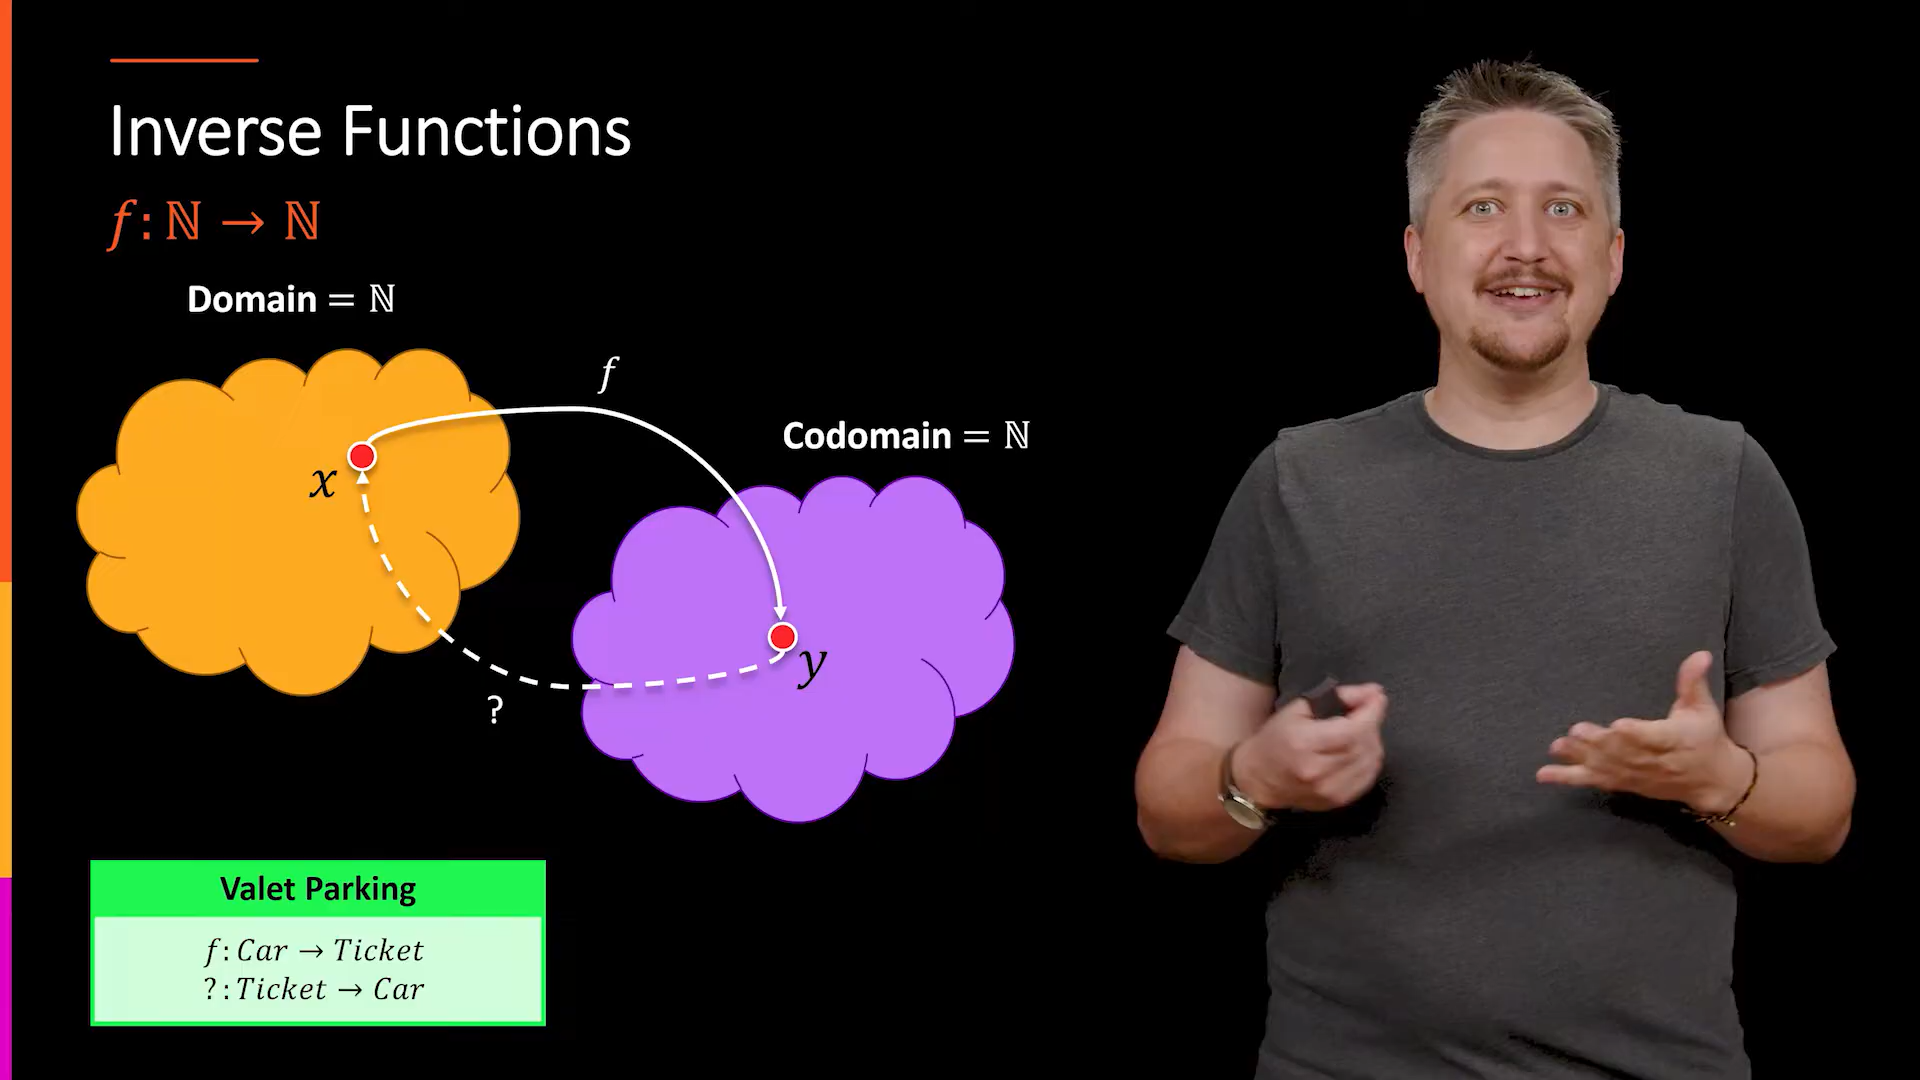 Inverse Functions
f: ℕ → ℕ
Domain = ℕ
f
Codomain = ℕ
x
y
?
Valet Parking
f: Car → Ticket
?: Ticket → Car